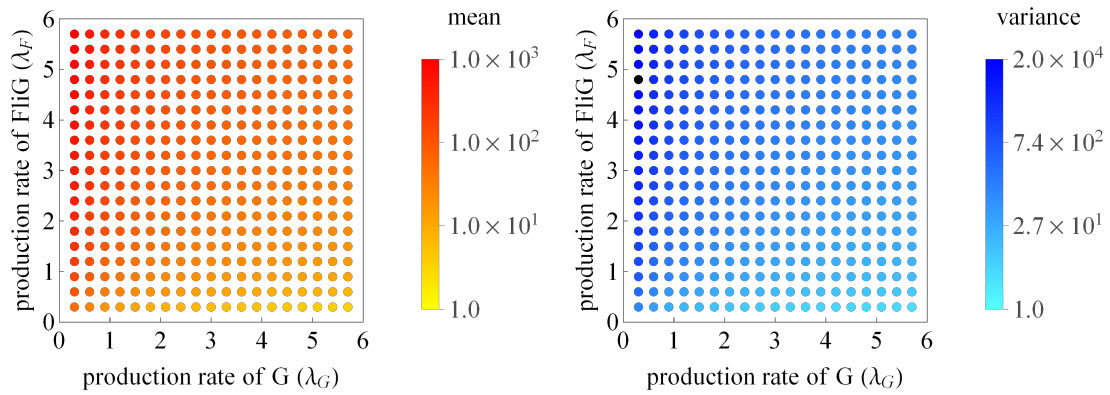 mean
production rate of FliG (λ_F)
6
5
4
3
2
1
0
0 1 2 3 4 5 6
production rate of G (λ_G)
1.0 × 10^3
1.0 × 10^2
1.0 × 10^1
1.0
variance
production rate of FliG (λ_F)
6
5
4
3
2
1
0
0 1 2 3 4 5 6
production rate of G (λ_G)
2.0 × 10^4
7.4 × 10^2
2.7 × 10^1
1.0